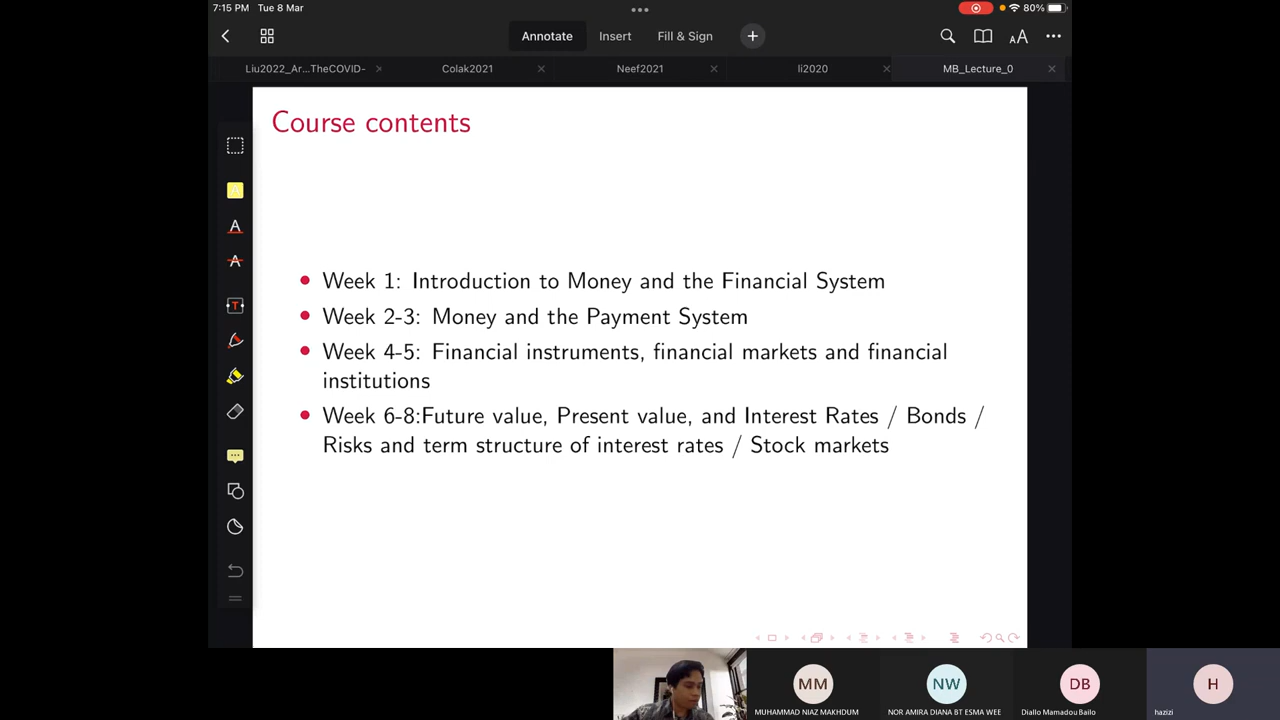 7:15 PM Tue 8 Mar
80%
Annotate Insert Fill & Sign
Liu2022_Ar...TheCOVID- Colak2021 Neef2021 li2020 MB_Lecture_0
Course contents
Week 1: Introduction to Money and the Financial System
Week 2-3: Money and the Payment System
Week 4-5: Financial instruments, financial markets and financial
institutions
Week 6-8:Future value, Present value, and Interest Rates / Bonds /
Risks and term structure of interest rates / Stock markets
MM NW DB H
MUHAMMAD NIAZ MAKHDUM NOR AMIRA DIANA BT ESMA WEE Diallo Mamadou Bailo hazizi